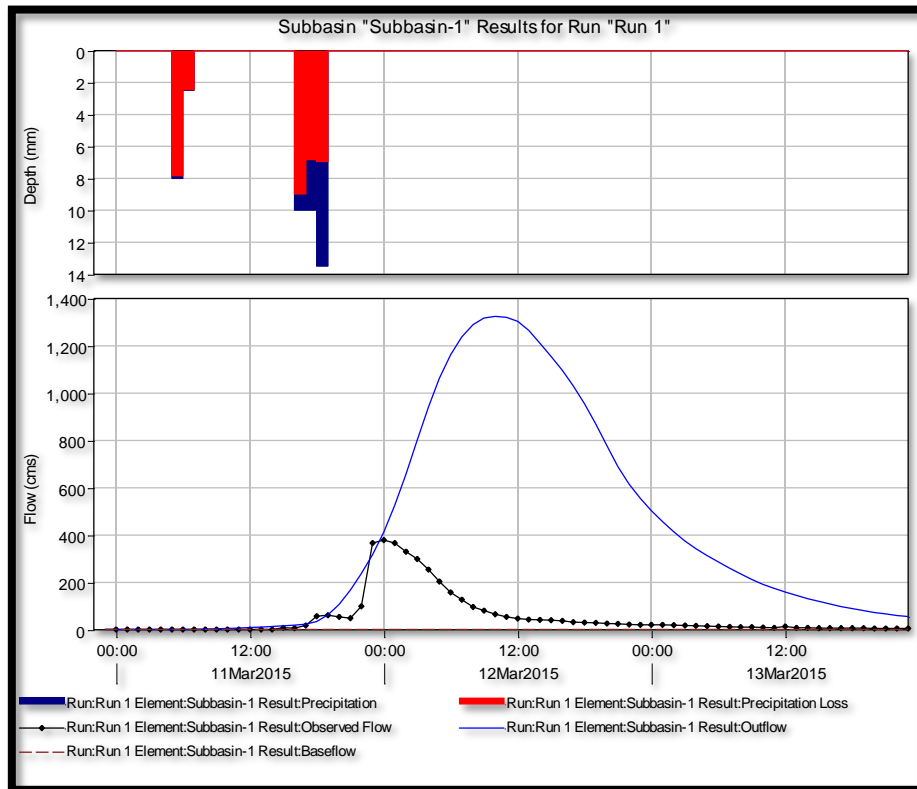 Subbasin "Subbasin-1" Results for Run "Run 1"
Depth (mm)
0
2
4
6
8
10
12
14
Flow (cms)
1,400
1,200
1,000
800
600
400
200
0
00:00 12:00 00:00 12:00 00:00 12:00
11Mar2015 12Mar2015 13Mar2015
Run:Run 1 Element:Subbasin-1 Result:Precipitation Run:Run 1 Element:Subbasin-1 Result:Precipitation Loss
Run:Run 1 Element:Subbasin-1 Result:Observed Flow Run:Run 1 Element:Subbasin-1 Result:Outflow
Run:Run 1 Element:Subbasin-1 Result:Baseflow